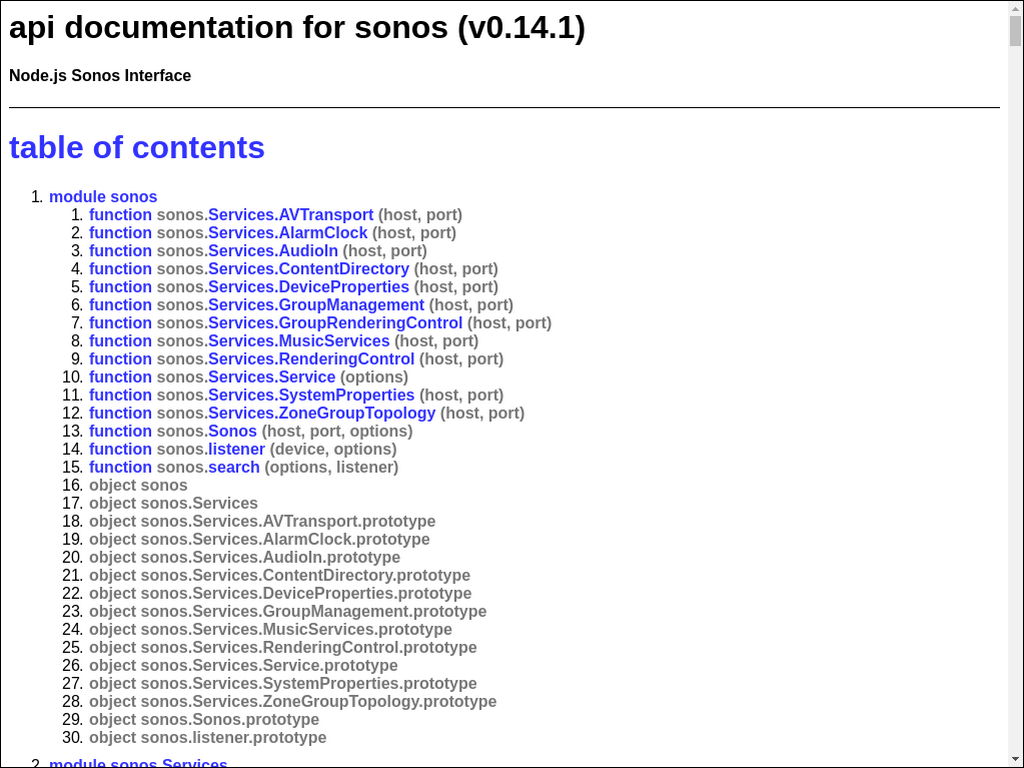 api documentation for sonos (v0.14.1)
Node.js Sonos Interface
table of contents
1. module sonos
1. function sonos.Services.AVTransport (host, port)
2. function sonos.Services.AlarmClock (host, port)
3. function sonos.Services.AudioIn (host, port)
4. function sonos.Services.ContentDirectory (host, port)
5. function sonos.Services.DeviceProperties (host, port)
6. function sonos.Services.GroupManagement (host, port)
7. function sonos.Services.GroupRenderingControl (host, port)
8. function sonos.Services.MusicServices (host, port)
9. function sonos.Services.RenderingControl (host, port)
10. function sonos.Services.Service (options)
11. function sonos.Services.SystemProperties (host, port)
12. function sonos.Services.ZoneGroupTopology (host, port)
13. function sonos.Sonos (host, port, options)
14. function sonos.listener (device, options)
15. function sonos.search (options, listener)
16. object sonos
17. object sonos.Services
18. object sonos.Services.AVTransport.prototype
19. object sonos.Services.AlarmClock.prototype
20. object sonos.Services.AudioIn.prototype
21. object sonos.Services.ContentDirectory.prototype
22. object sonos.Services.DeviceProperties.prototype
23. object sonos.Services.GroupManagement.prototype
24. object sonos.Services.MusicServices.prototype
25. object sonos.Services.RenderingControl.prototype
26. object sonos.Services.Service.prototype
27. object sonos.Services.SystemProperties.prototype
28. object sonos.Services.ZoneGroupTopology.prototype
29. object sonos.Sonos.prototype
30. object sonos.listener.prototype
2. module sonos.Services